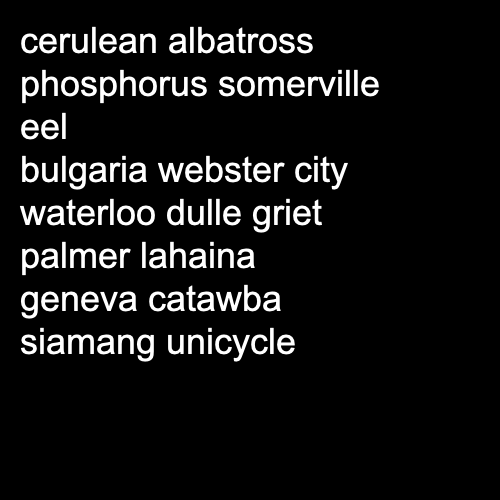 cerulean albatross
phosphorus somerville
eel
bulgaria webster city
waterloo dulle griet
palmer lahaina
geneva catawba
siamang unicycle